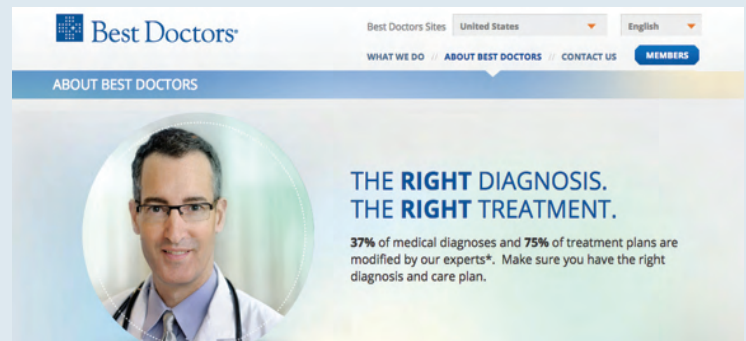 Best Doctors
Best Doctors Sites United States English
WHAT WE DO // ABOUT BEST DOCTORS // CONTACT US MEMBERS
ABOUT BEST DOCTORS
THE RIGHT DIAGNOSIS.
THE RIGHT TREATMENT.
37% of medical diagnoses and 75% of treatment plans are
modified by our experts*. Make sure you have the right
diagnosis and care plan.